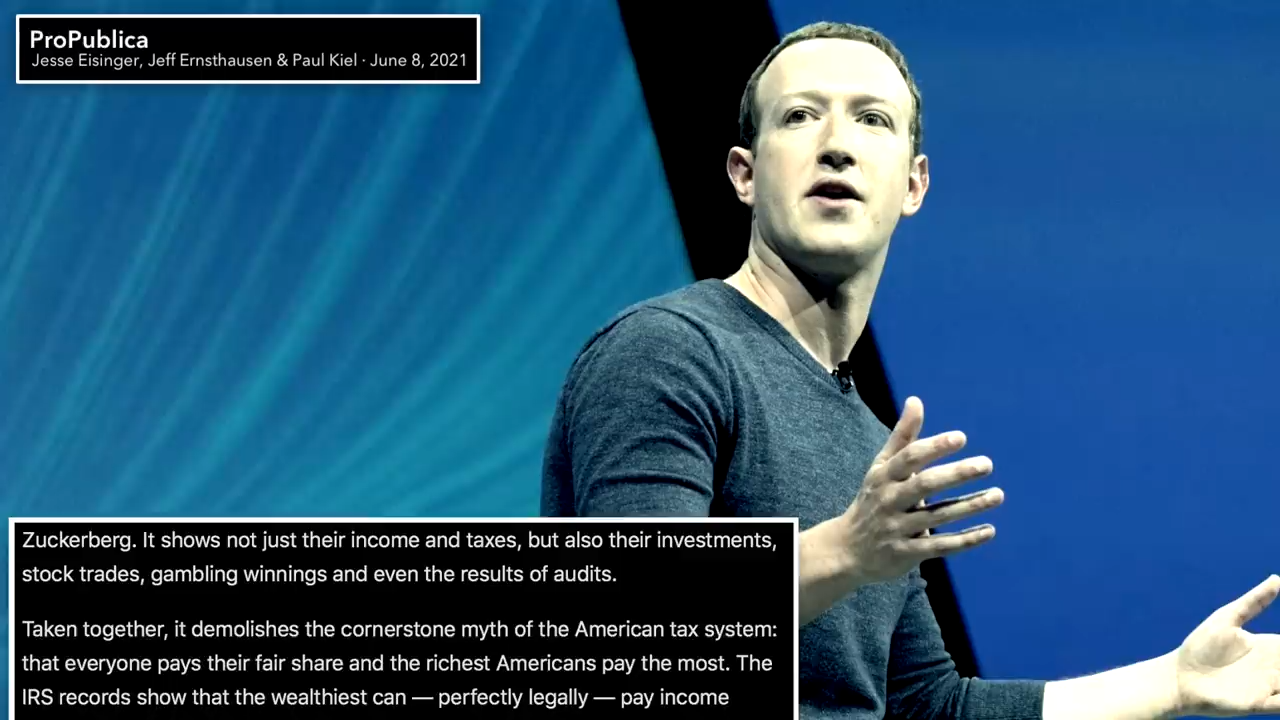 ProPublica
Jesse Eisinger, Jeff Ernsthausen & Paul Kiel · June 8, 2021
Zuckerberg. It shows not just their income and taxes, but also their investments,
stock trades, gambling winnings and even the results of audits.
Taken together, it demolishes the cornerstone myth of the American tax system:
that everyone pays their fair share and the richest Americans pay the most. The
IRS records show that the wealthiest can — perfectly legally — pay income